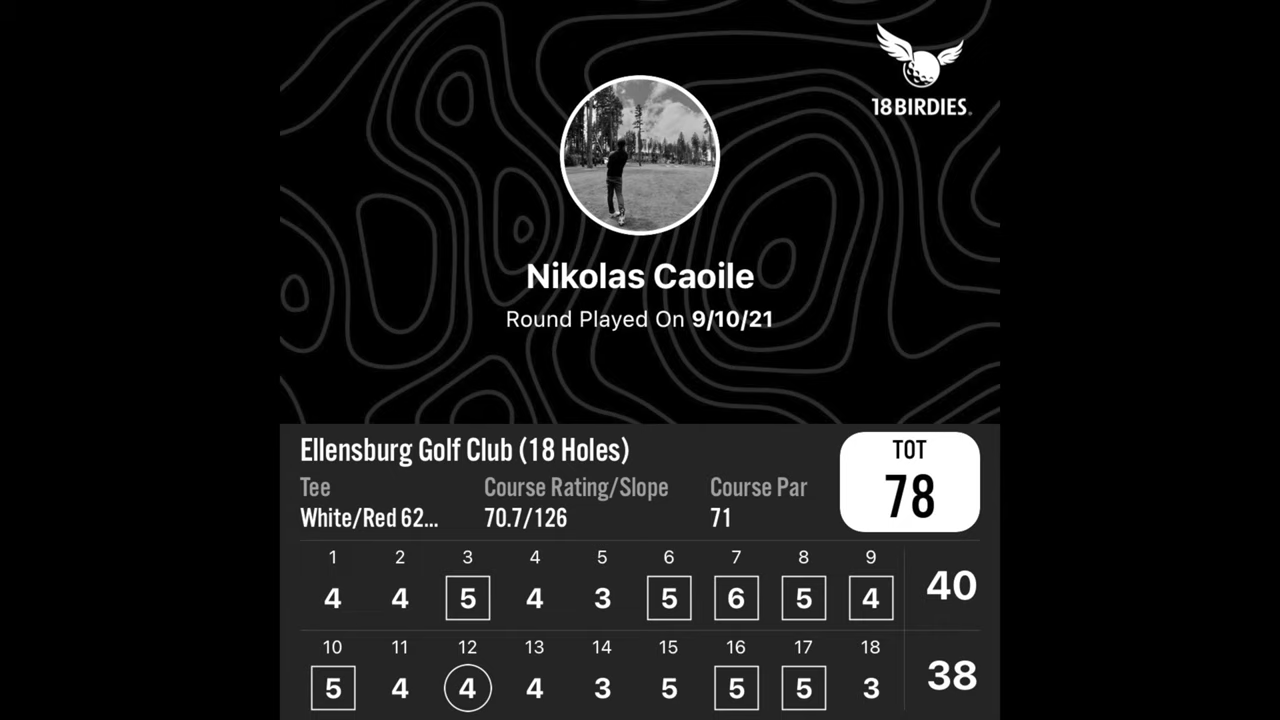 18BIRDIES®
Nikolas Caoile
Round Played On 9/10/21
Ellensburg Golf Club (18 Holes)
TOT
78
Tee Course Rating/Slope Course Par
White/Red 62... 70.7/126 71
1 2 3 4 5 6 7 8 9
4 4 5 4 3 5 6 5 4 40
10 11 12 13 14 15 16 17 18
5 4 4 4 3 5 5 5 3 38